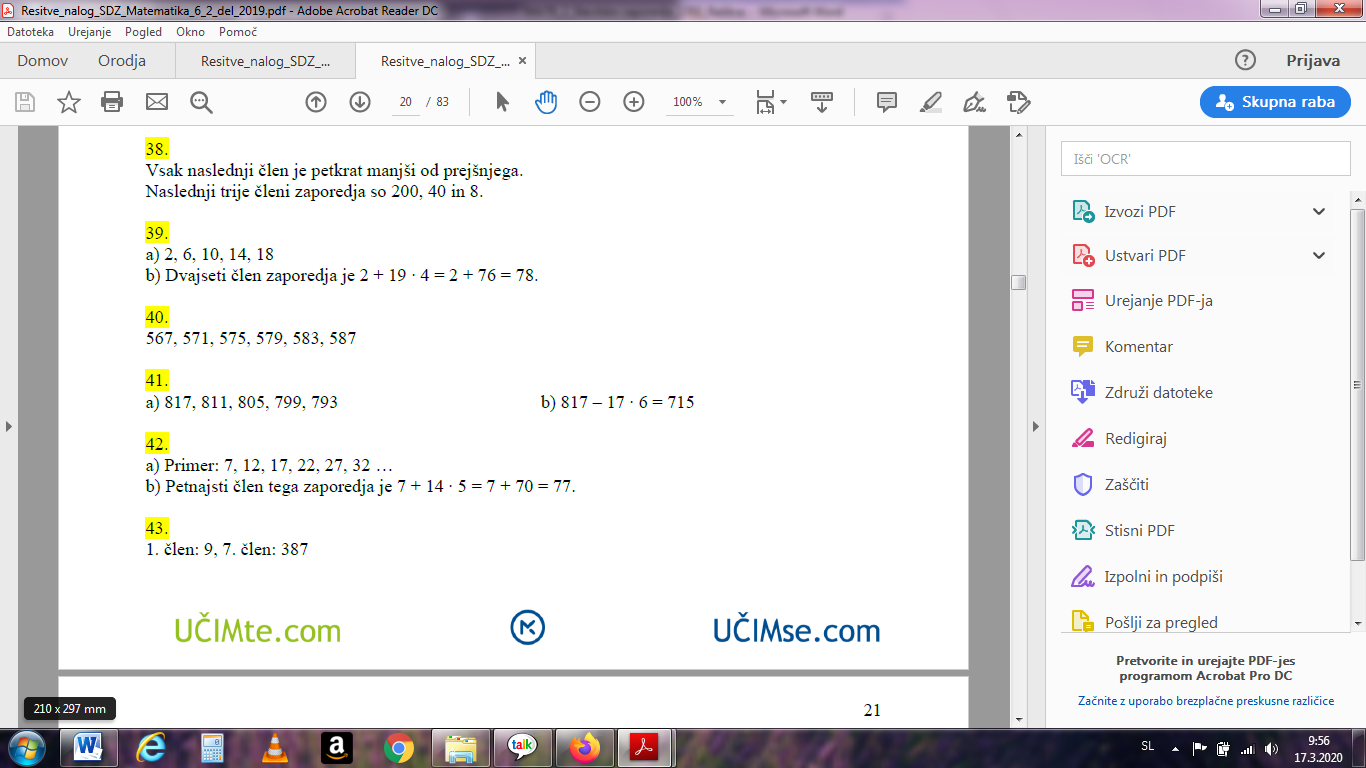 Resitve_nalog_SDZ_Matematika_6_2_del_2019.pdf - Adobe Acrobat Reader DC
Datoteka Urejanje Pogled Okno Pomoč
Domov Orodja Resitve_nalog_SDZ_... Resitve_nalog_SDZ_... × ? Prijava
20 / 83 100% Skupna raba
38.
Vsak naslednji člen je petkrat manjši od prejšnjega.
Naslednji trije členi zaporedja so 200, 40 in 8.
39.
a) 2, 6, 10, 14, 18
b) Dvajseti člen zaporedja je 2 + 19 · 4 = 2 + 76 = 78.
40.
567, 571, 575, 579, 583, 587
41.
a) 817, 811, 805, 799, 793 b) 817 – 17 · 6 = 715
42.
a) Primer: 7, 12, 17, 22, 27, 32 …
b) Petnajsti člen tega zaporedja je 7 + 14 · 5 = 7 + 70 = 77.
43.
1. člen: 9, 7. člen: 387
UČIMte.com UČIMse.com
21
210 x 297 mm
Išči 'OCR'
Izvozi PDF
Ustvari PDF
Urejanje PDF-ja
Komentar
Združi datoteke
Redigiraj
Zaščiti
Stisni PDF
Izpolni in podpiši
Pošlji za pregled
Pretvorite in urejajte PDF-jes
programom Acrobat Pro DC
Začnite z uporabo brezplačne preskusne različice
talk
SL
9:56
17.3.2020